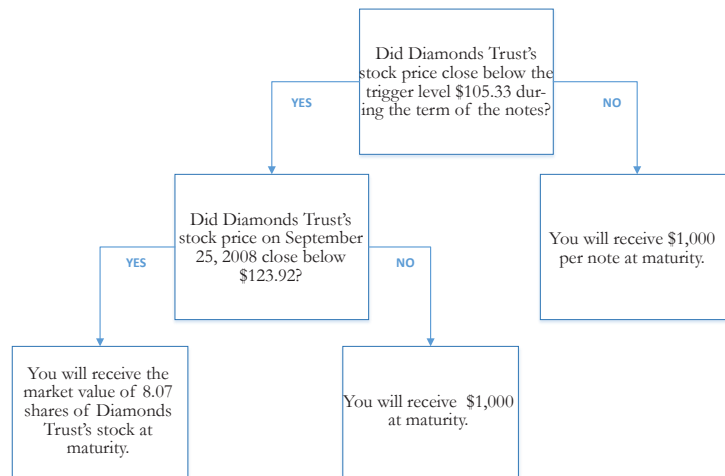 Did Diamonds Trust's
stock price close below the
trigger level $105.33 dur-
ing the term of the notes?
YES
NO
Did Diamonds Trust's
stock price on September
25, 2008 close below
$123.92?
You will receive $1,000
per note at maturity.
YES
NO
You will receive the
market value of 8.07
shares of Diamonds
Trust's stock at
maturity.
You will receive $1,000
at maturity.